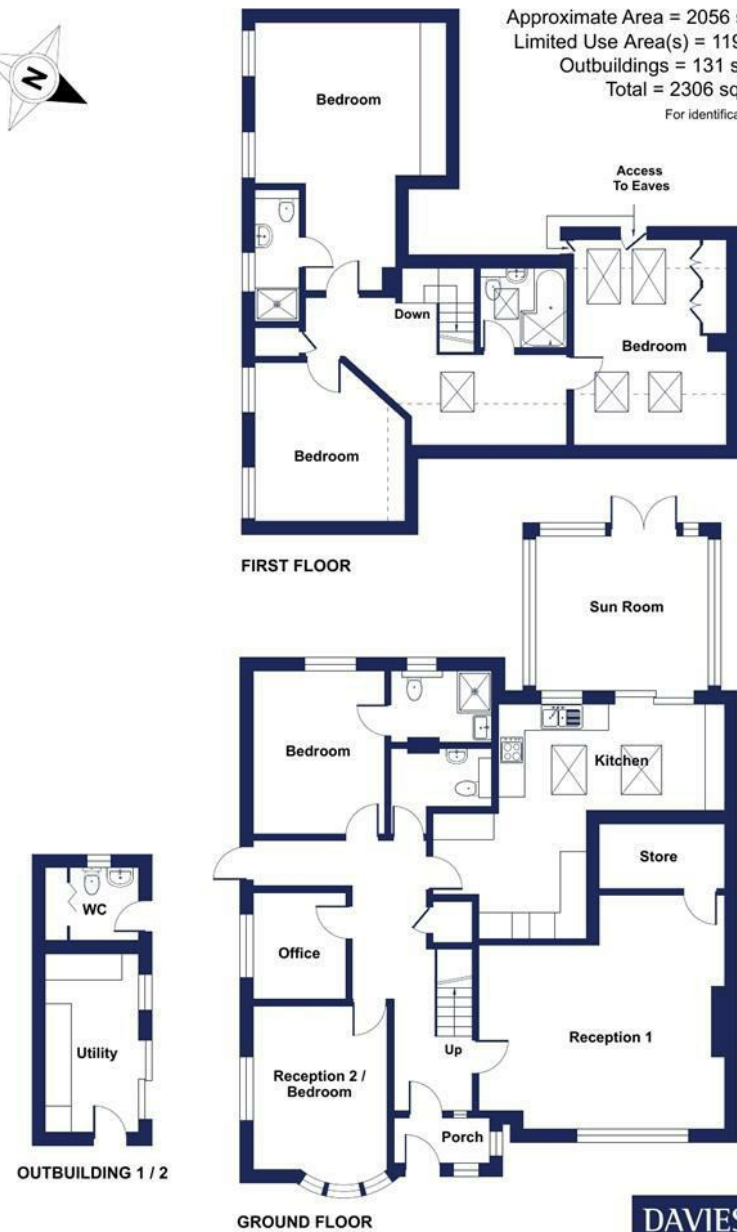 Approximate Area = 2056 s
Limited Use Area(s) = 119
Outbuildings = 131 s
Total = 2306 sq
For identifica
N
Bedroom
Access
To Eaves
Down
Bedroom
Bedroom
FIRST FLOOR
Sun Room
Bedroom
Kitchen
Store
WC
Office
Utility
Reception 1
Up
Reception 2 /
Bedroom
Porch
OUTBUILDING 1 / 2
GROUND FLOOR
DAVIES